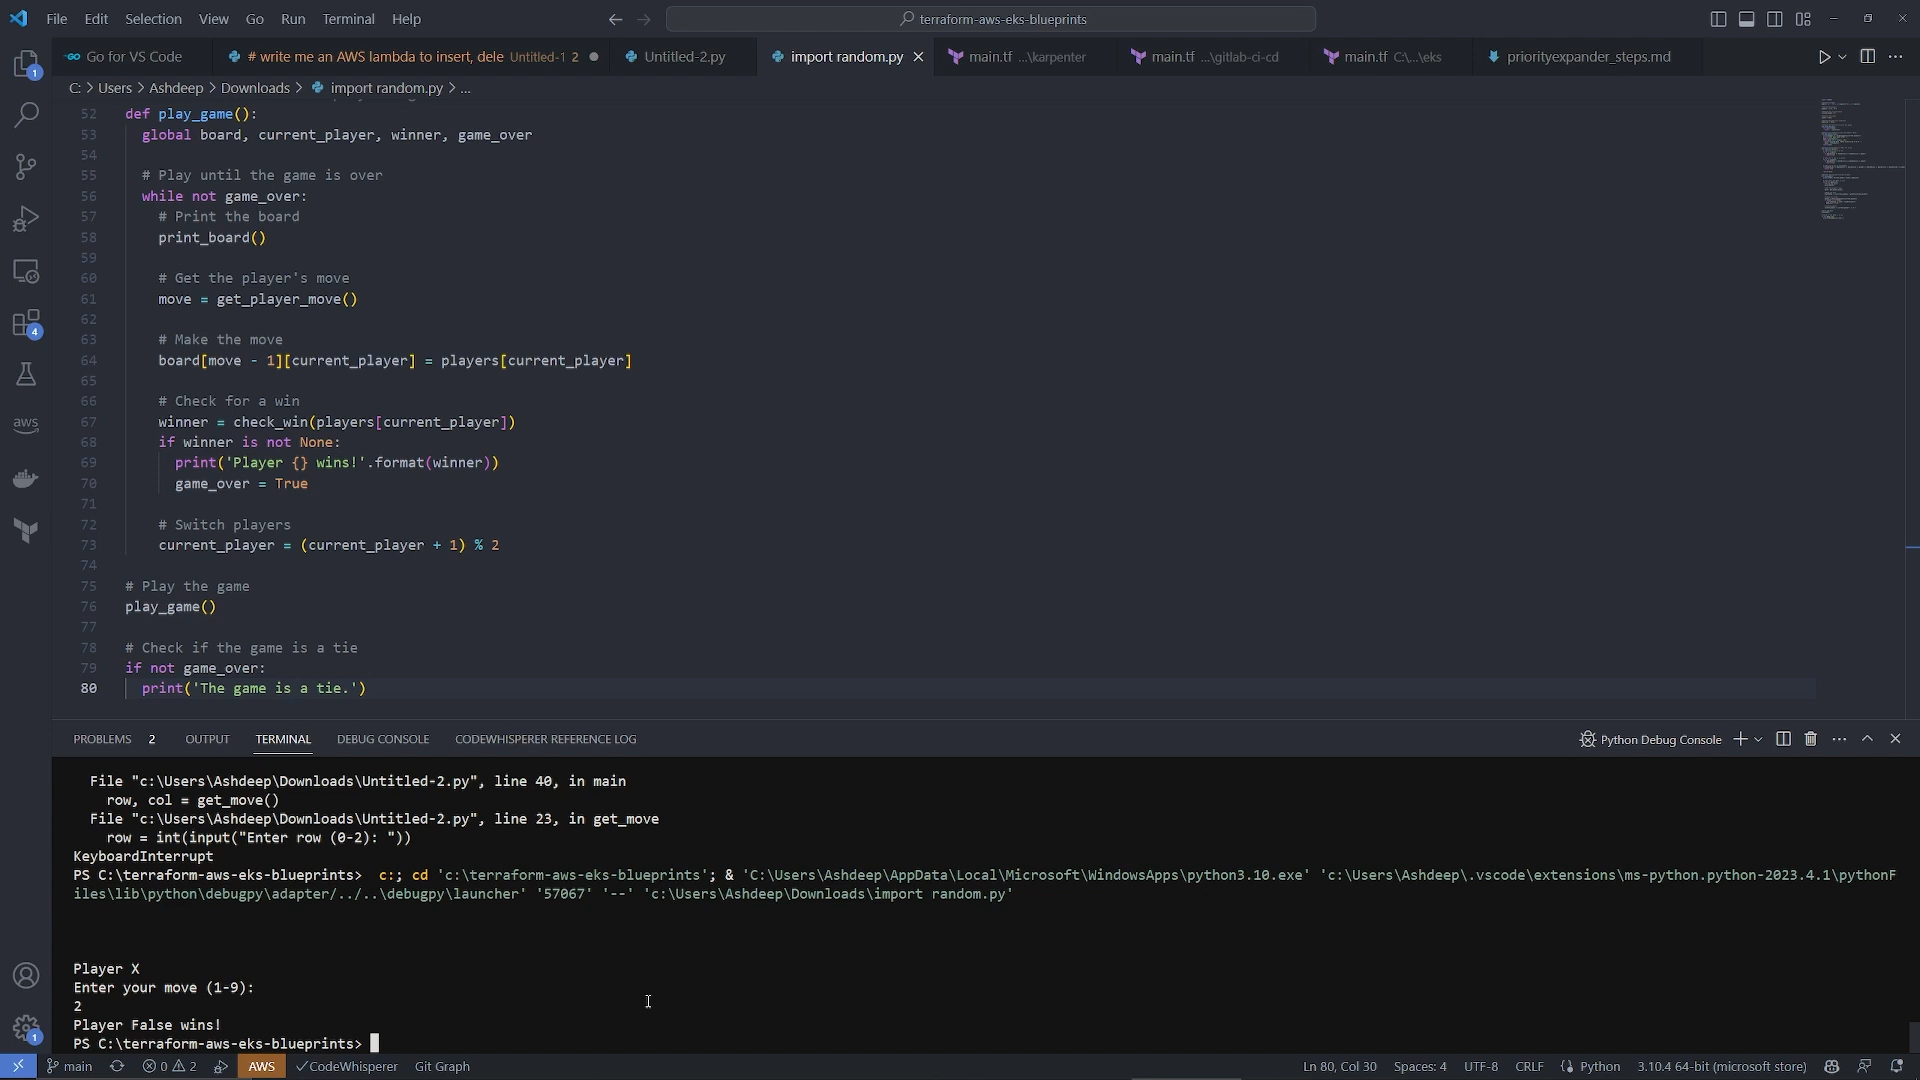 File Edit Selection View Go Run Terminal Help
terraform-aws-eks-blueprints
Go for VS Code
# write me an AWS lambda to insert, dele Untitled-1 2
Untitled-2.py
import random.py
main.tf ...\karpenter
main.tf ...\gitlab-ci-cd
main.tf C:\...\eks
priorityexpander_steps.md
C: > Users > Ashdeep > Downloads > import random.py > ...
52 def play_game():
53 global board, current_player, winner, game_over
54
55 # Play until the game is over
56 while not game_over:
57 # Print the board
58 print_board()
59
60 # Get the player's move
61 move = get_player_move()
62
63 # Make the move
64 board[move - 1][current_player] = players[current_player]
65
66 # Check for a win
67 winner = check_win(players[current_player])
68 if winner is not None:
69 print('Player {} wins!'.format(winner))
70 game_over = True
71
72 # Switch players
73 current_player = (current_player + 1) % 2
74
75 # Play the game
76 play_game()
77
78 # Check if the game is a tie
79 if not game_over:
80 print('The game is a tie.')
1
4
aws
1
PROBLEMS 2 OUTPUT TERMINAL DEBUG CONSOLE CODEWHISPERER REFERENCE LOG
Python Debug Console
File "c:\Users\Ashdeep\Downloads\Untitled-2.py", line 40, in main
row, col = get_move()
File "c:\Users\Ashdeep\Downloads\Untitled-2.py", line 23, in get_move
row = int(input("Enter row (0-2): "))
KeyboardInterrupt
PS C:\terraform-aws-eks-blueprints> c:; cd 'c:\terraform-aws-eks-blueprints'; & 'C:\Users\Ashdeep\AppData\Local\Microsoft\WindowsApps\python3.10.exe' 'c:\Users\Ashdeep\.vscode\extensions\ms-python.python-2023.4.1\pythonF
iles\lib\python\debugpy\adapter/../..\debugpy\launcher' '57067' '--' 'c:\Users\Ashdeep\Downloads\import random.py'
Player X
Enter your move (1-9):
2
Player False wins!
PS C:\terraform-aws-eks-blueprints>
main 0 2 AWS CodeWhisperer Git Graph
Ln 80, Col 30 Spaces: 4 UTF-8 CRLF Python 3.10.4 64-bit (microsoft store)